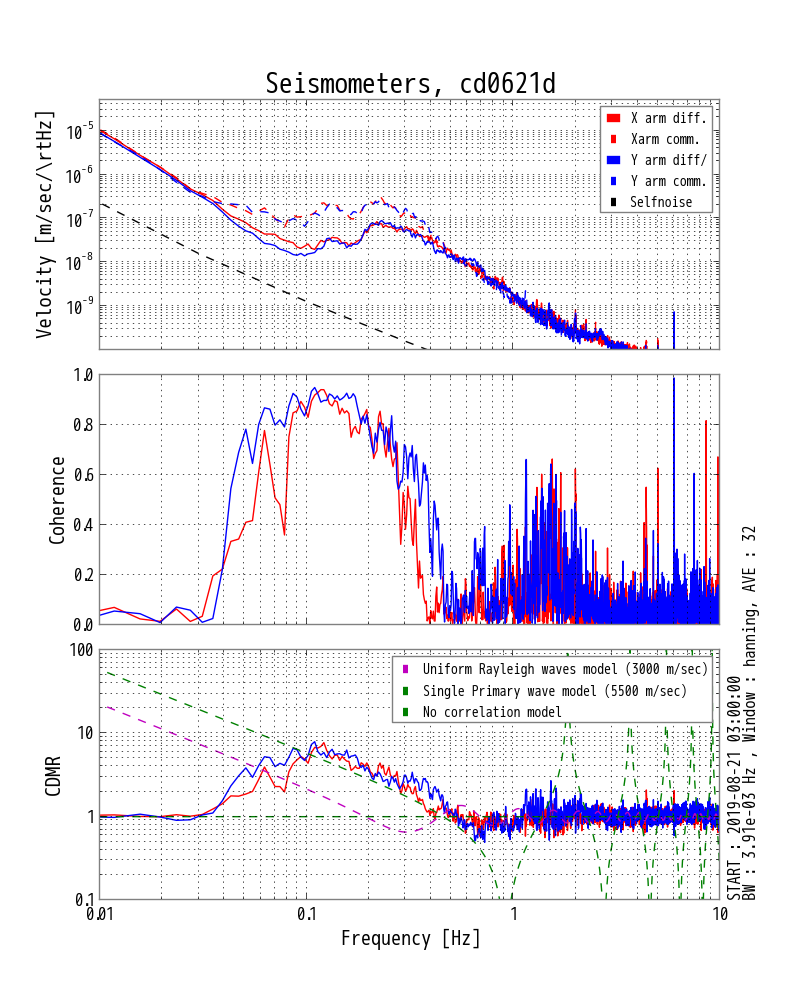 Seismometers, cd0621d
Velocity [m/sec/\rtHz]
10^-5
10^-6
10^-7
10^-8
10^-9
X arm diff.
Xarm comm.
Y arm diff/
Y arm comm.
Selfnoise
Coherence
1.0
0.8
0.6
0.4
0.2
0.0
CDMR
100
10
1
0.1
Uniform Rayleigh waves model (3000 m/sec)
Single Primary wave model (5500 m/sec)
No correlation model
0.01 0.1 1 10
Frequency [Hz]
START : 2019-08-21 03:00:00
BW : 3.91e-03 Hz , Window : hanning, AVE : 32